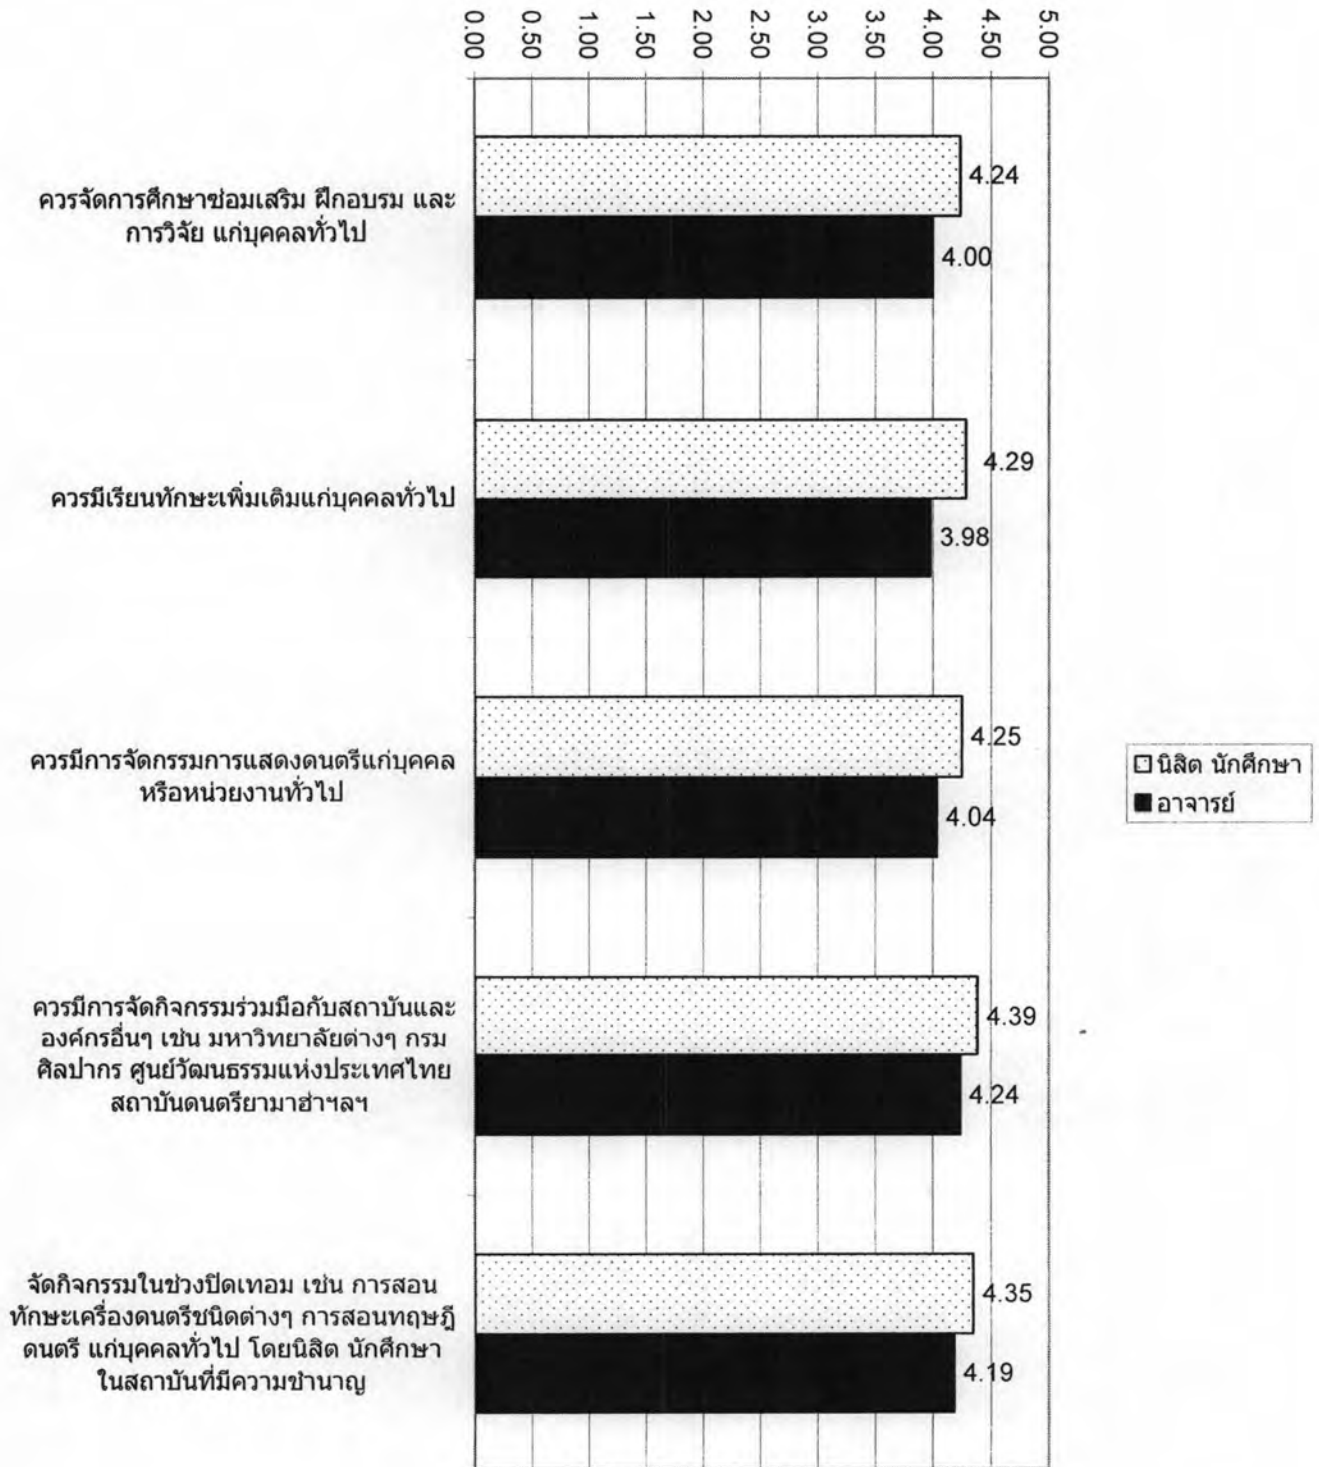 0.00
0.50
1.00
1.50
2.00
2.50
3.00
3.50
4.00
4.50
5.00
ควรจัดการศึกษาซ่อมเสริม ฝึกอบรม และ
การวิจัย แก่บุคคลทั่วไป
4.24
4.00
ควรมีเรียนทักษะเพิ่มเติมแก่บุคคลทั่วไป
4.29
3.98
ควรมีการจัดกรรมการแสดงดนตรีแก่บุคคล
หรือหน่วยงานทั่วไป
4.25
4.04
ควรมีการจัดกิจกรรมร่วมมือกับสถาบันและ
องค์กรอื่นๆ เช่น มหาวิทยาลัยต่างๆ กรม
ศิลปากร ศูนย์วัฒนธรรมแห่งประเทศไทย
สถาบันดนตรียามาฮ่าฯลฯ
4.39
4.24
จัดกิจกรรมในช่วงปิดเทอม เช่น การสอน
ทักษะเครื่องดนตรีชนิดต่างๆ การสอนทฤษฎี
ดนตรี แก่บุคคลทั่วไป โดยนิสิต นักศึกษา
ในสถาบันที่มีความชำนาญ
4.35
4.19
นิสิต นักศึกษา
อาจารย์